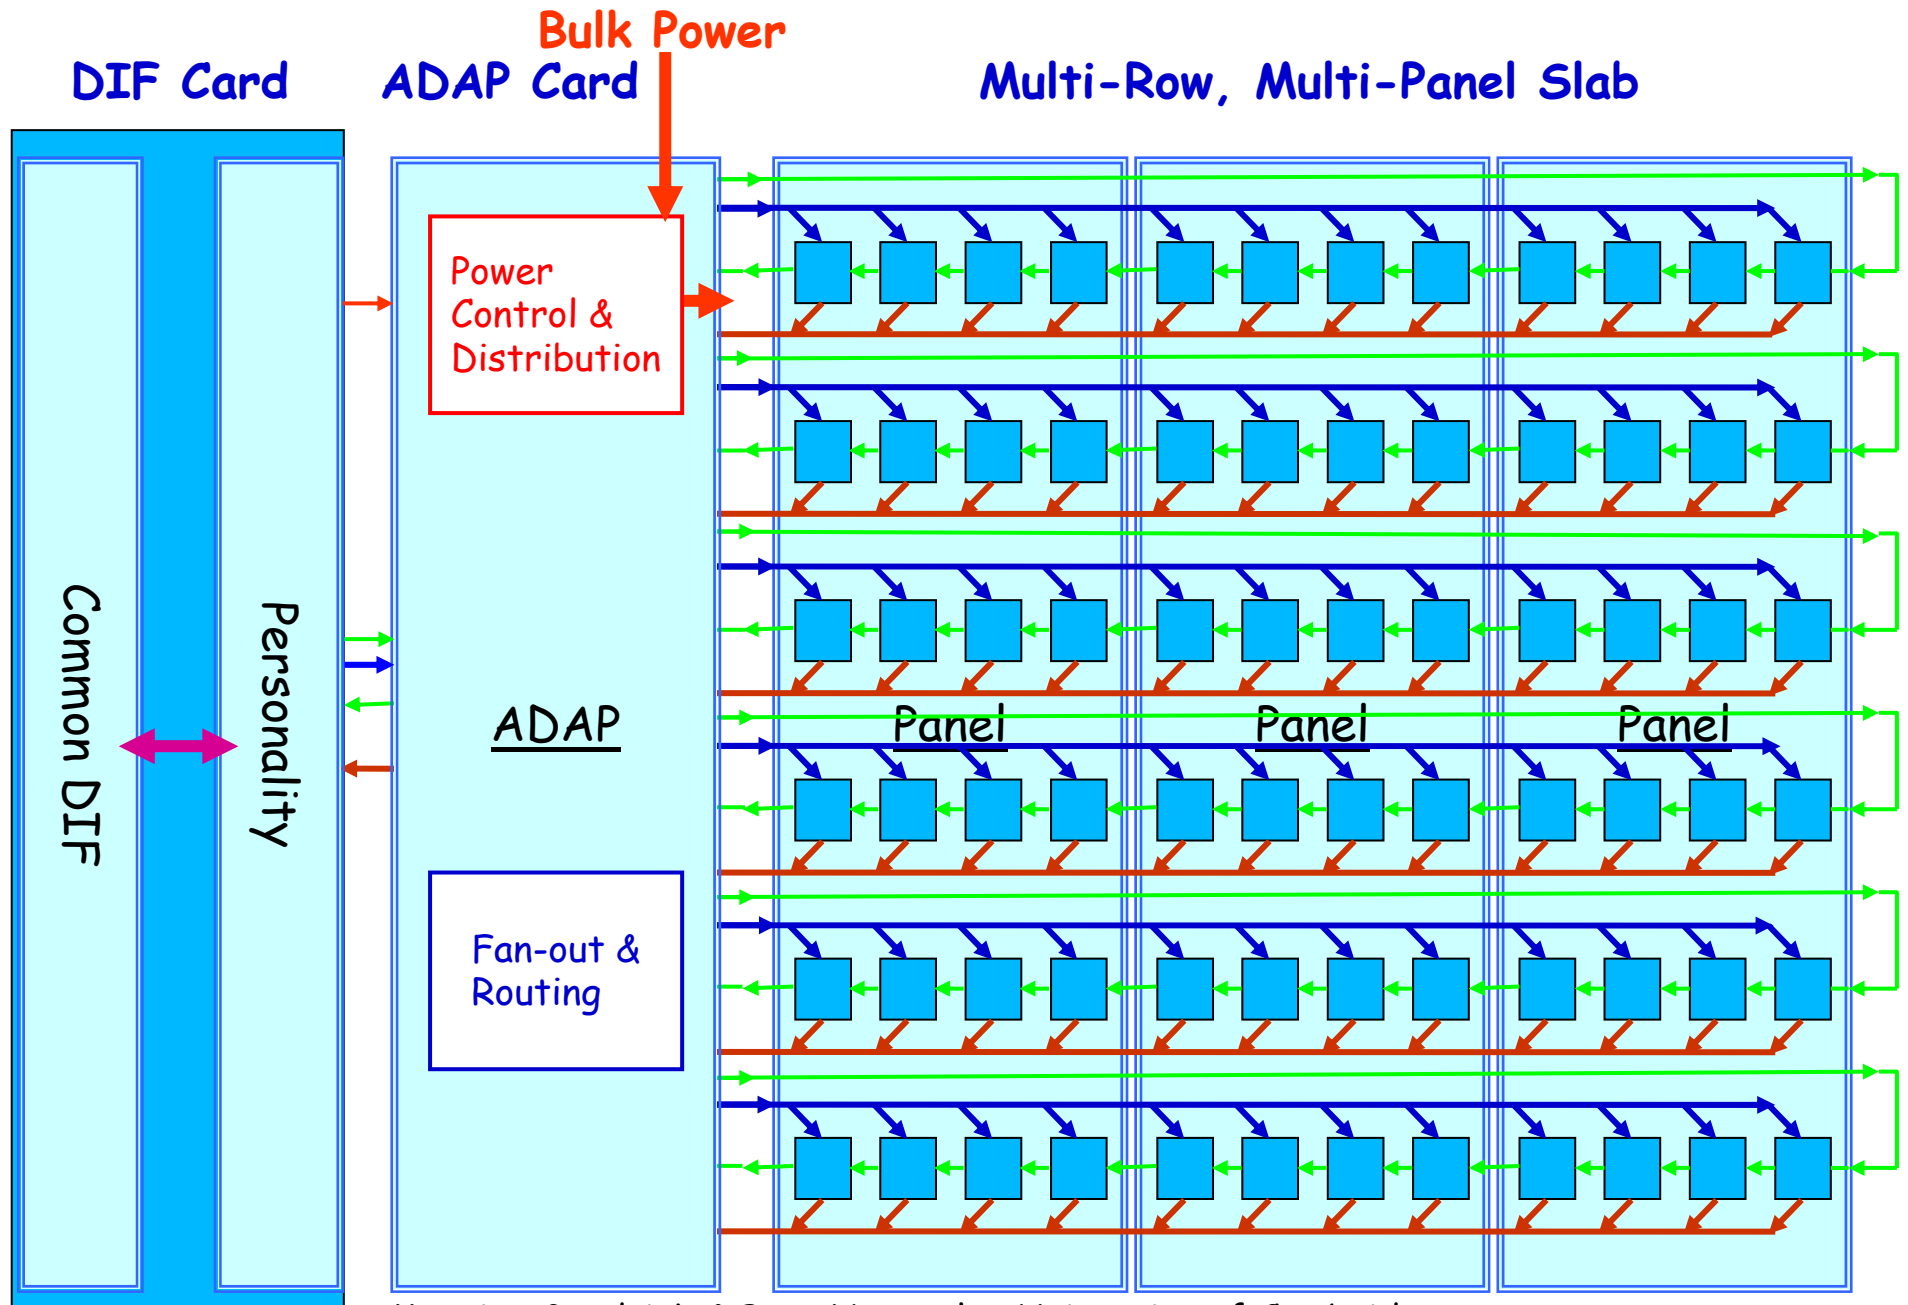 Bulk Power
DIF Card
ADAP Card
Multi-Row, Multi-Panel Slab
Power
Control &
Distribution
Common DIF
Personality
ADAP
Panel
Panel
Panel
Fan-out &
Routing